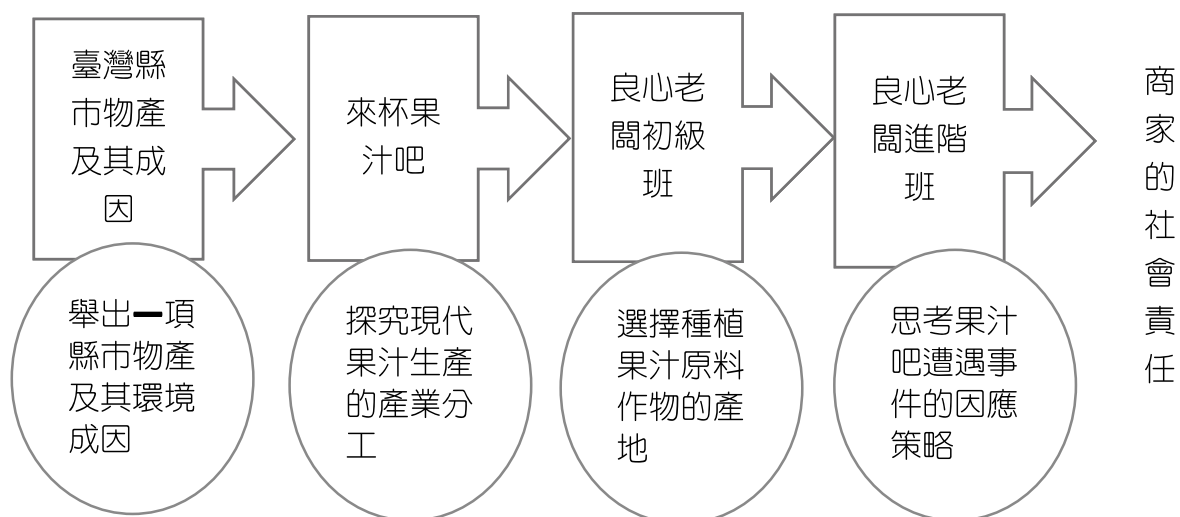 臺灣縣
市物產
及其成
因
來杯果
汁吧
良心老
闆初級
班
良心老
闆進階
班
商
家
的
社
會
責
任
舉出一項
縣市物產
及其環境
成因
探究現代
果汁生產
的產業分
工
選擇種植
果汁原料
作物的產
地
思考果汁
吧遭遇事
件的因應
策略